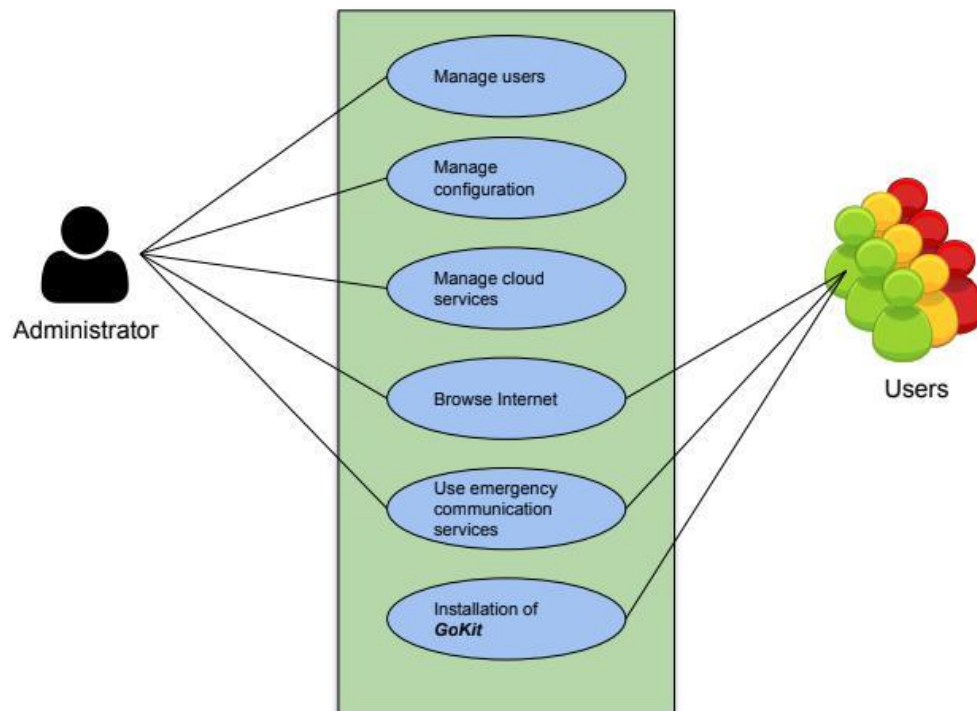 Manage users
Manage
configuration
Administrator
Manage cloud
services
Browse Internet
Users
Use emergency
communication
services
Installation of
GoKit